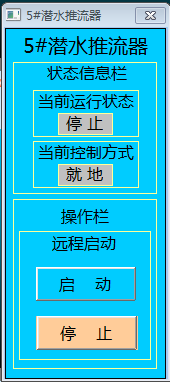 5#潜水推流器
5#潜水推流器
状态信息栏
当前运行状态
停 止
当前控制方式
就 地
操作栏
远程启动
启 动
停 止